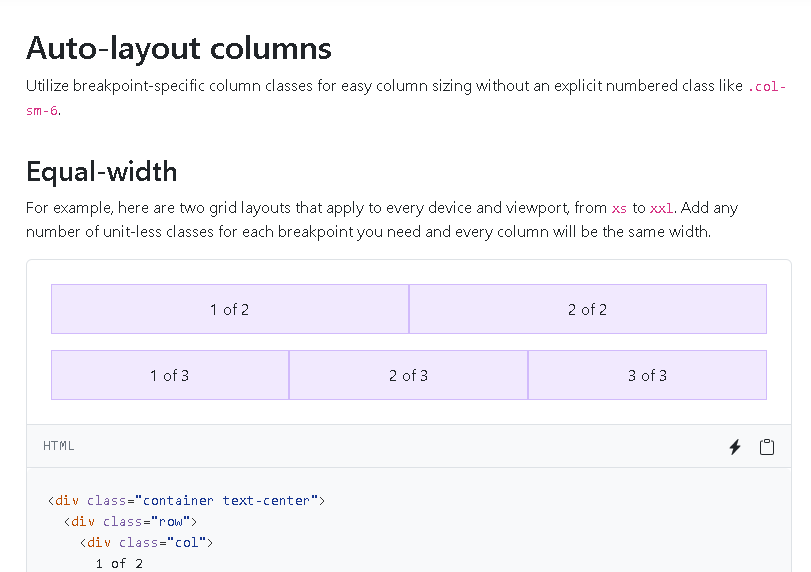 Auto-layout columns
Utilize breakpoint-specific column classes for easy column sizing without an explicit numbered class like .col-
sm-6.
Equal-width
For example, here are two grid layouts that apply to every device and viewport, from xs to xxl. Add any
number of unit-less classes for each breakpoint you need and every column will be the same width.
1 of 2 2 of 2
1 of 3 2 of 3 3 of 3
HTML
<div class="container text-center">
<div class="row">
<div class="col">
1 of 2